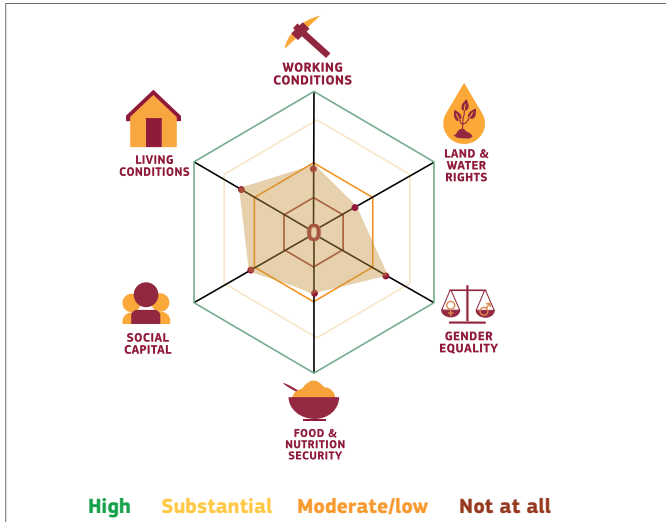 WORKING
CONDITIONS
LIVING
CONDITIONS
LAND &
WATER
RIGHTS
0
SOCIAL
CAPITAL
GENDER
EQUALITY
FOOD &
NUTRITION
SECURITY
High Substantial Moderate/low Not at all